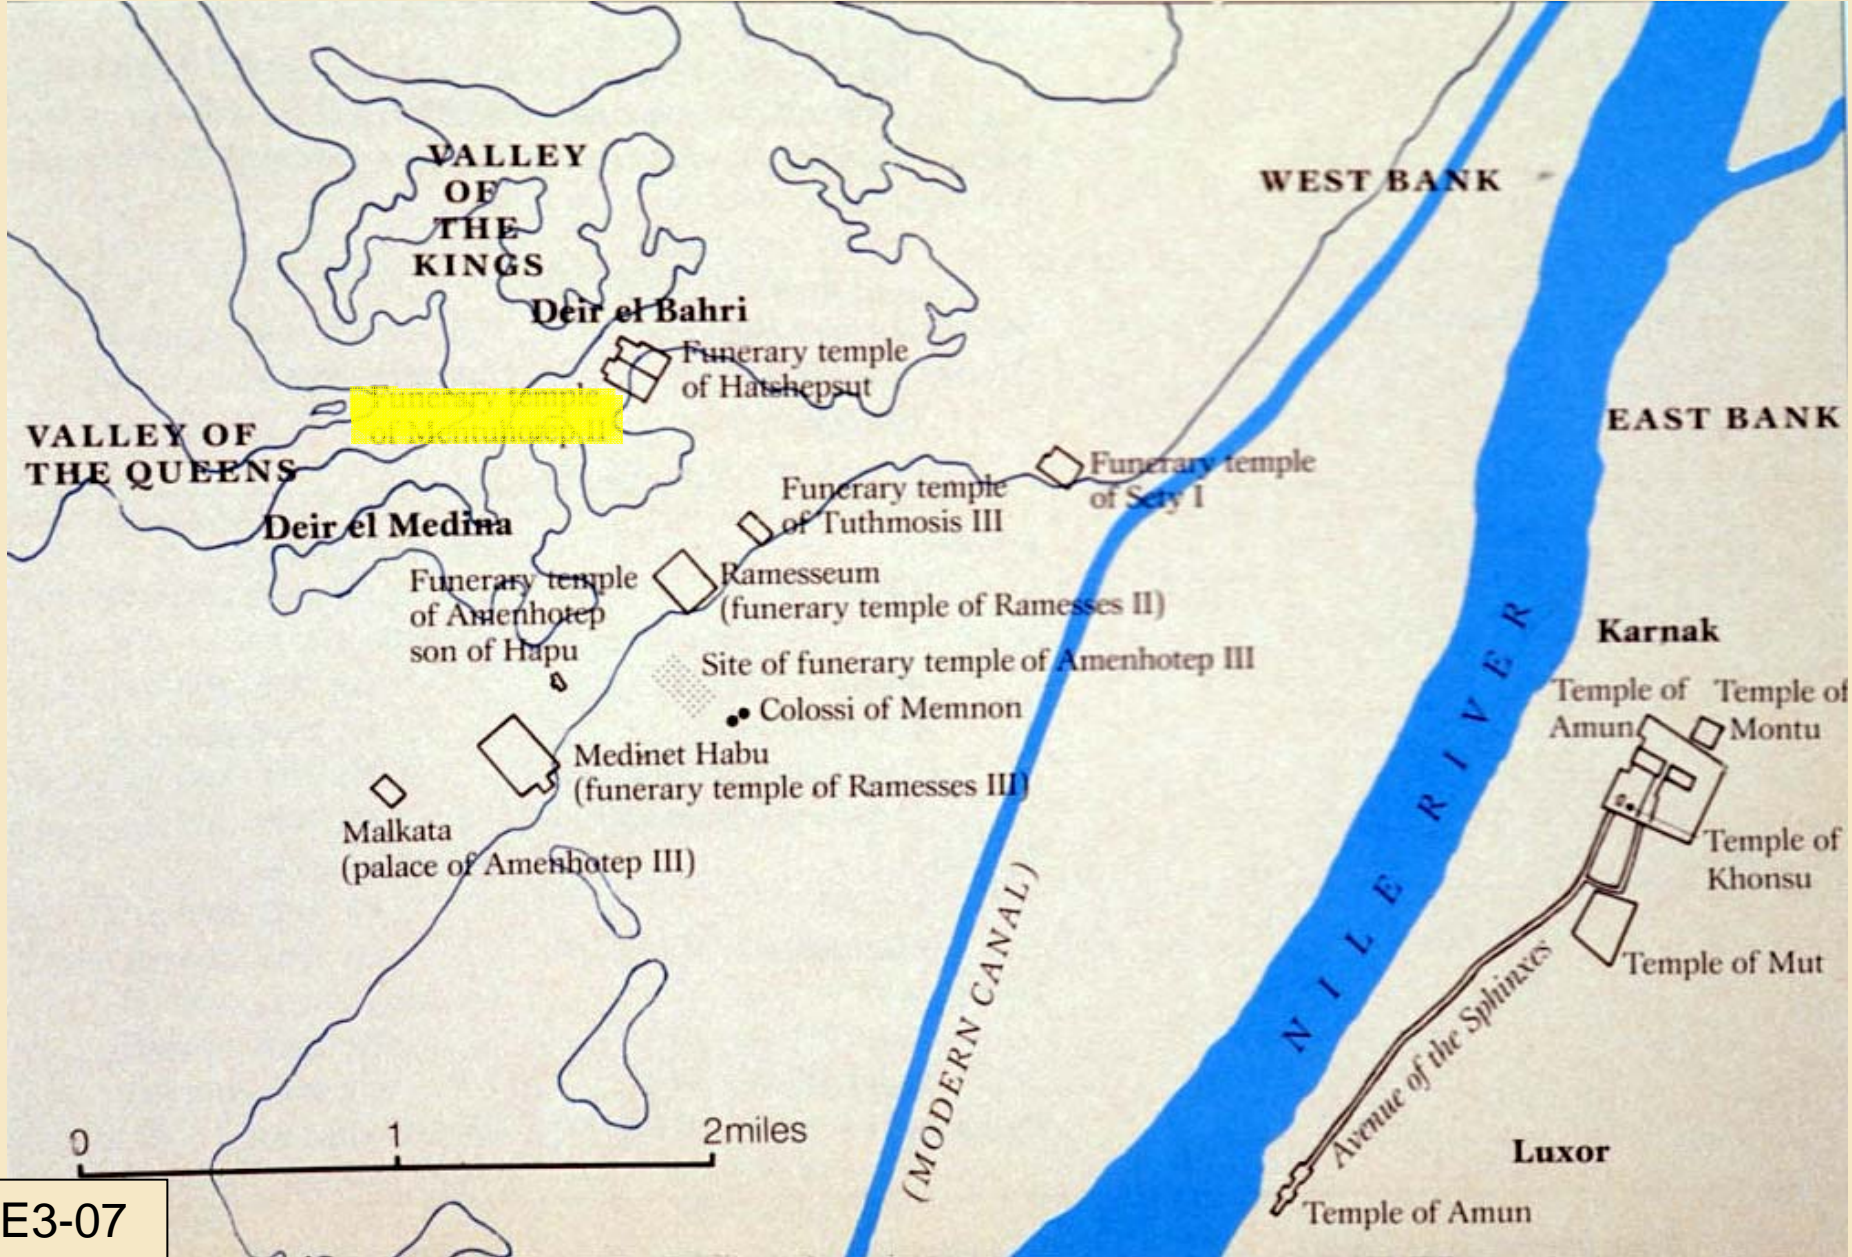 VALLEY
OF
THE
KINGS
WEST BANK
Deir el Bahri
Funerary temple
of Hatshepsut
Funerary temple
of Mentuhotep II
VALLEY OF
THE QUEENS
EAST BANK
Funerary temple
of Sety I
Funerary temple
of Tuthmosis III
Deir el Medina
Funerary temple
of Amenhotep
son of Hapu
Ramesseum
(funerary temple of Ramesses II)
Site of funerary temple of Amenhotep III
Colossi of Memnon
Medinet Habu
(funerary temple of Ramesses III)
Malkata
(palace of Amenhotep III)
(MODERN CANAL)
NILE RIVER
Karnak
Temple of
Amun
Temple of
Montu
Temple of
Khonsu
Temple of Mut
Avenue of the Sphinxes
Luxor
Temple of Amun
0 1 2miles
E3-07